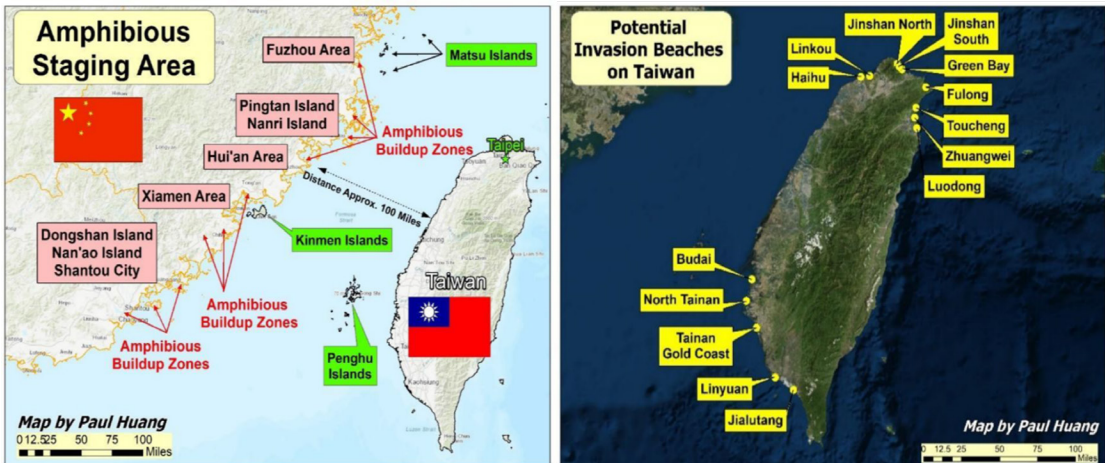 Amphibious
Staging Area
Fuzhou Area
Matsu Islands
Pingtan Island
Nanri Island
Amphibious
Buildup Zones
Hui'an Area
Taipei
Xiamen Area
Distance Approx. 100 Miles
Kinmen Islands
Dongshan Island
Nan'ao Island
Shantou City
Taiwan
Amphibious
Buildup Zones
Amphibious
Buildup Zones
Penghu
Islands
Kaohsiung
Map by Paul Huang
0 12.5 25 50 75 100
Miles
Potential
Invasion Beaches
on Taiwan
Jinshan North
Jinshan
South
Linkou
Green Bay
Haihu
Fulong
Toucheng
Zhuangwei
Luodong
Budai
North Tainan
Tainan
Gold Coast
Linyuan
Jialutang
Map by Paul Huang
0 12.5 25 50 75 100
Miles